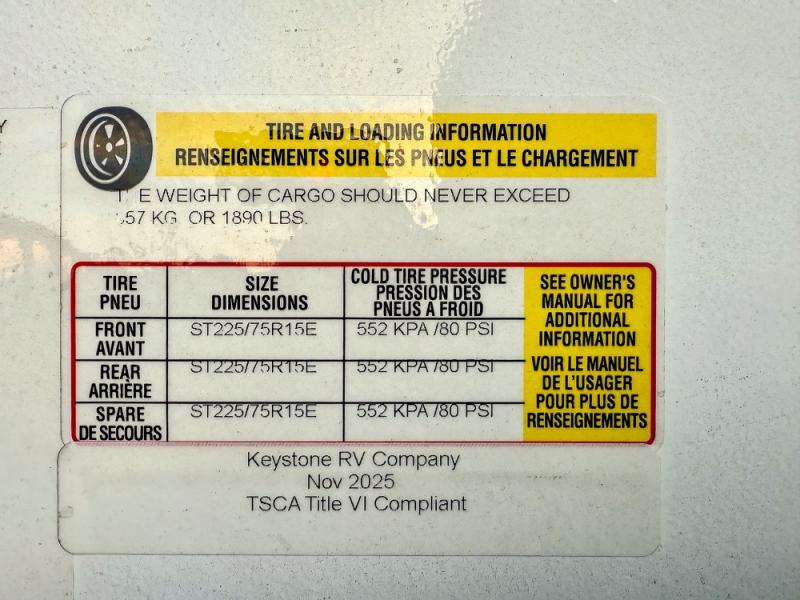 TIRE AND LOADING INFORMATION
RENSEIGNEMENTS SUR LES PNEUS ET LE CHARGEMENT
WEIGHT OF CARGO SHOULD NEVER EXCEED
KG OR 1890 LBS.
TIRE
PNEU
SIZE
DIMENSIONS
COLD TIRE PRESSURE
PRESSION DES
PNEUS A FROID
FRONT
AVANT
ST225/75R15E
552 KPA /80 PSI
REAR
ARRIÈRE
ST225/75R15E
552 KPA /80 PSI
SPARE
DE SECOURS
ST225/75R15E
552 KPA /80 PSI
SEE OWNER'S
MANUAL FOR
ADDITIONAL
INFORMATION
VOIR LE MANUEL
DE L'USAGER
POUR PLUS DE
RENSEIGNEMENTS
Keystone RV Company
Nov 2025
TSCA Title VI Compliant